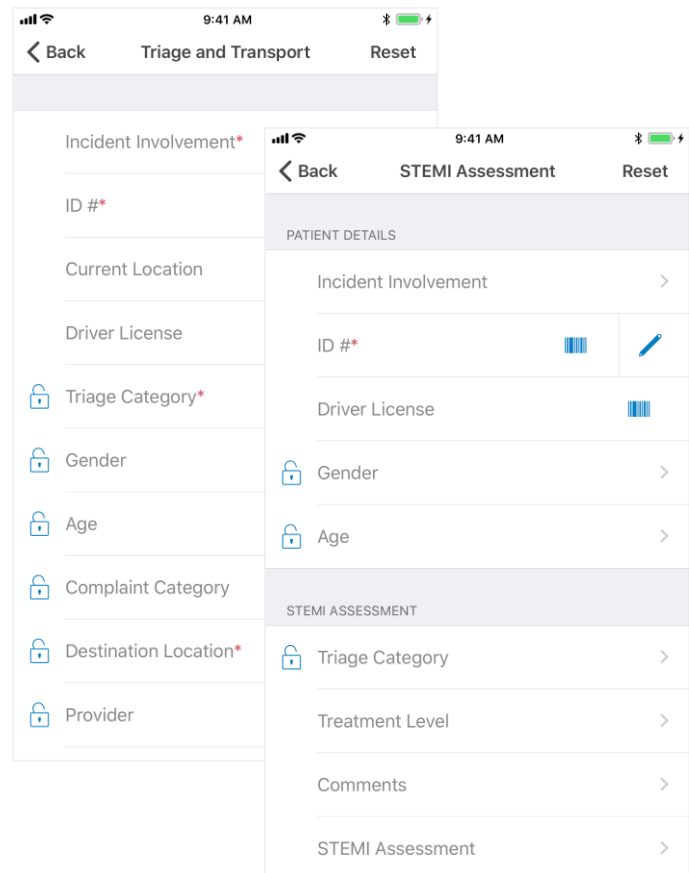 9:41 AM
Back Triage and Transport Reset
Incident Involvement*
ID #*
Current Location
Driver License
Triage Category*
Gender
Age
Complaint Category
Destination Location*
Provider
9:41 AM
Back STEMI Assessment Reset
PATIENT DETAILS
Incident Involvement
ID #*
Driver License
Gender
Age
STEMI ASSESSMENT
Triage Category
Treatment Level
Comments
STEMI Assessment